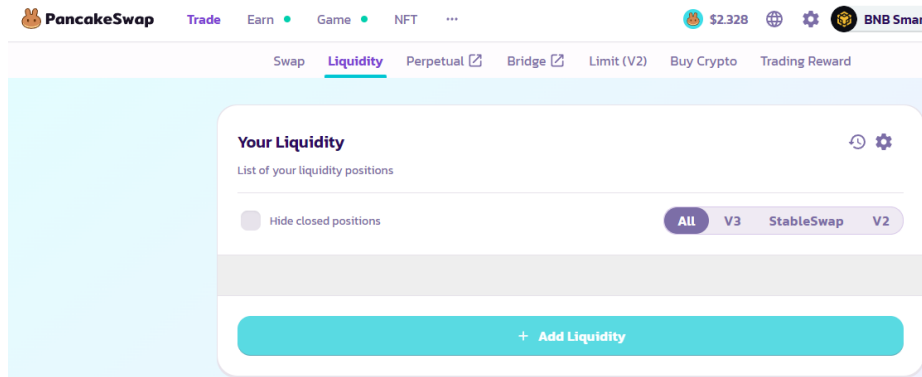 PancakeSwap Trade Earn Game NFT ··· $2.328 BNB Smar
Swap Liquidity Perpetual Bridge Limit (V2) Buy Crypto Trading Reward
Your Liquidity
List of your liquidity positions
Hide closed positions All V3 StableSwap V2
+ Add Liquidity